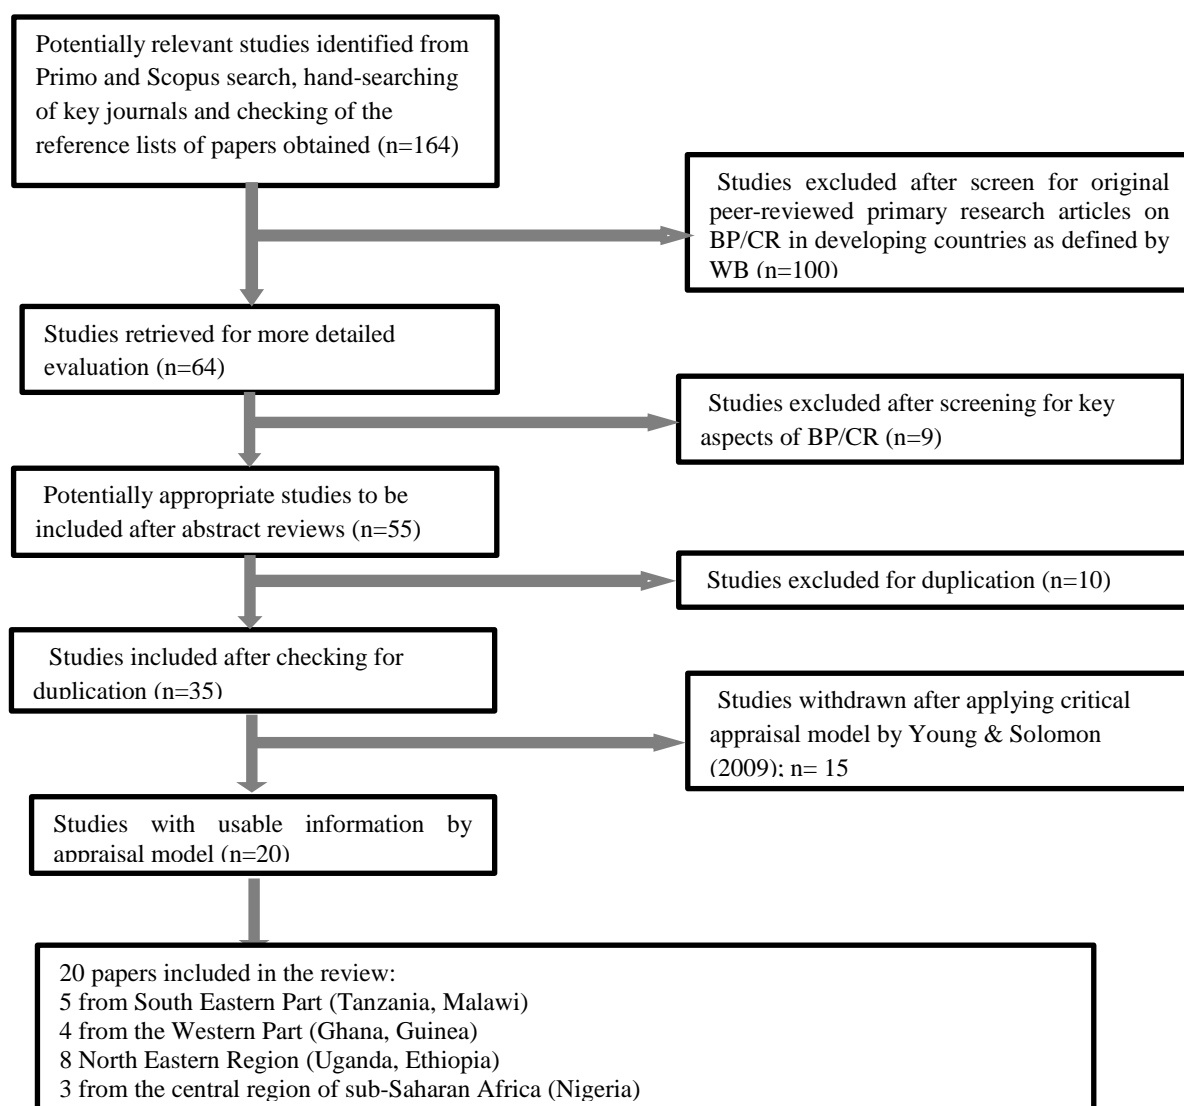 Potentially relevant studies identified from
Primo and Scopus search, hand-searching
of key journals and checking of the
reference lists of papers obtained (n=164)
Studies excluded after screen for original
peer-reviewed primary research articles on
BP/CR in developing countries as defined by
WB (n=100)
Studies retrieved for more detailed
evaluation (n=64)
Studies excluded after screening for key
aspects of BP/CR (n=9)
Potentially appropriate studies to be
included after abstract reviews (n=55)
Studies excluded for duplication (n=10)
Studies included after checking for
duplication (n=35)
Studies withdrawn after applying critical
appraisal model by Young & Solomon
(2009); n= 15
Studies with usable information by
appraisal model (n=20)
20 papers included in the review:
5 from South Eastern Part (Tanzania, Malawi)
4 from the Western Part (Ghana, Guinea)
8 North Eastern Region (Uganda, Ethiopia)
3 from the central region of sub-Saharan Africa (Nigeria)